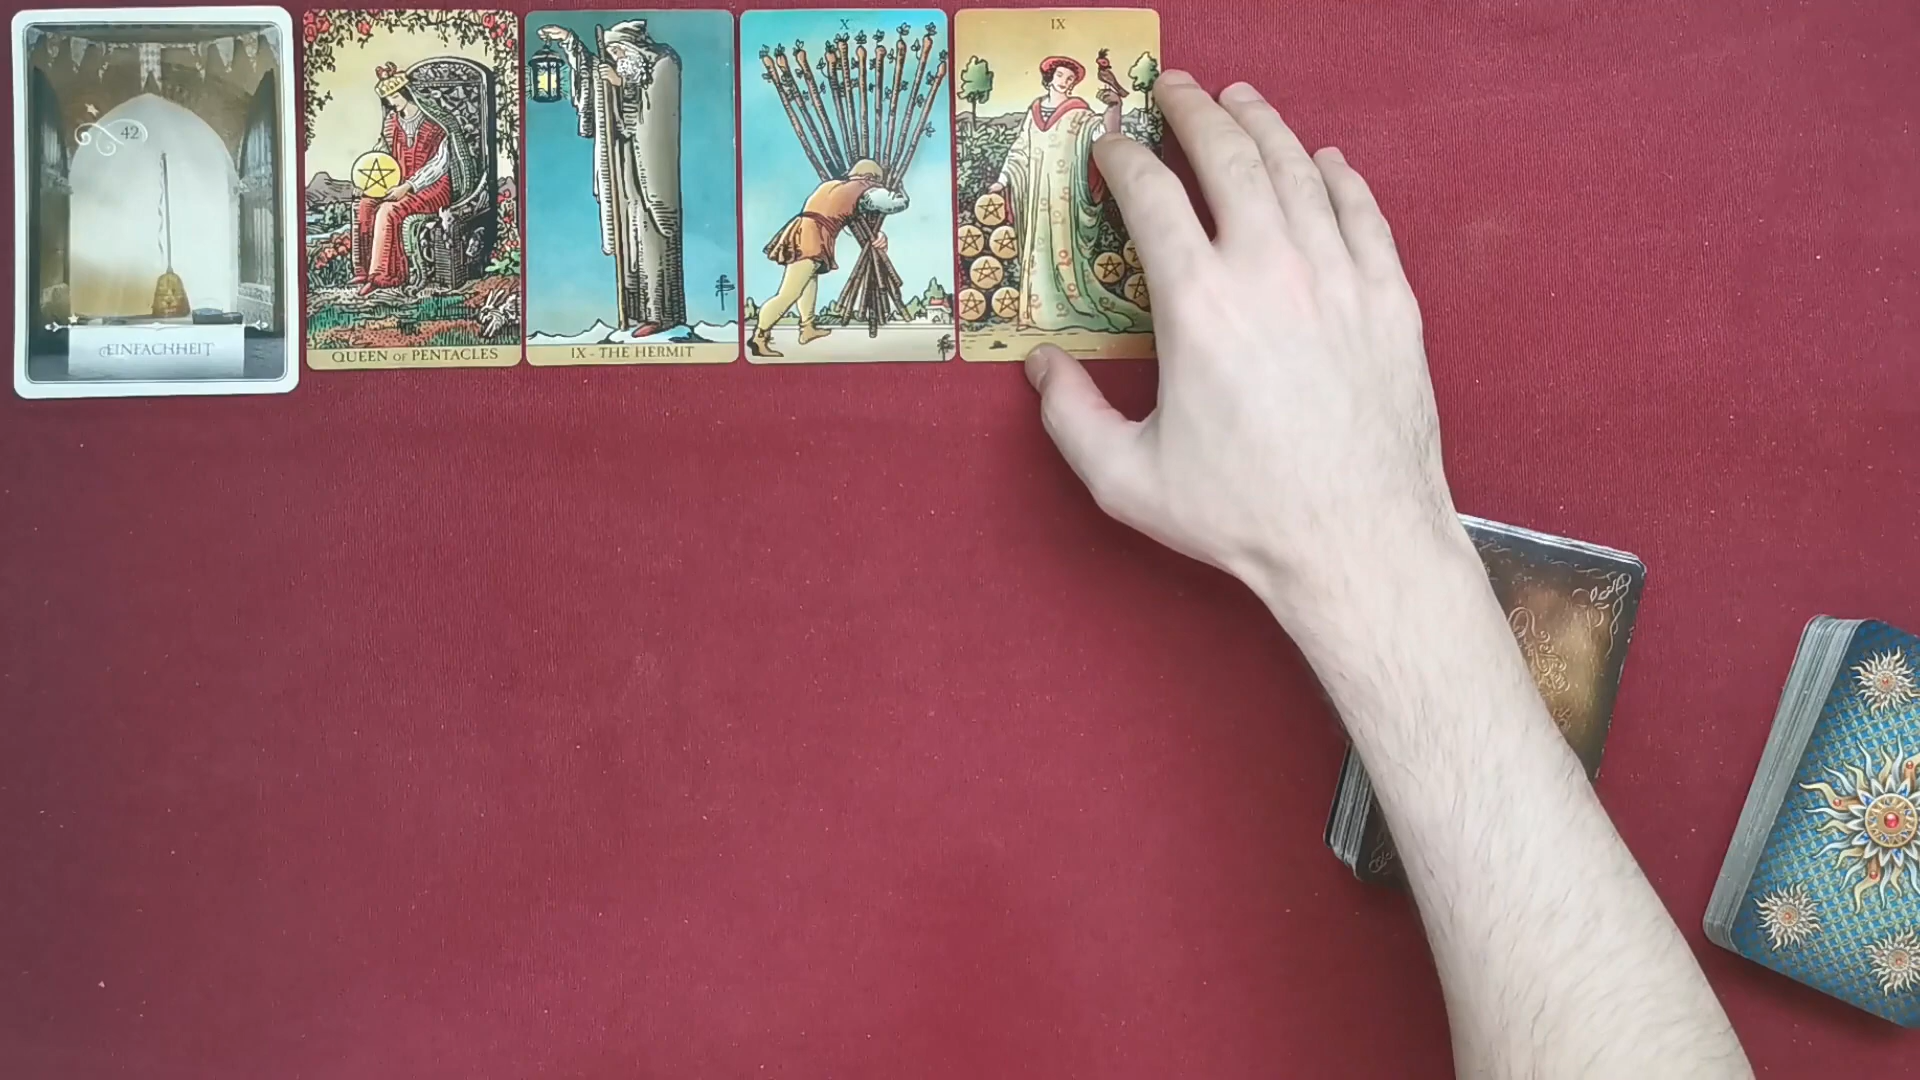 42
EINFACHHEIT
QUEEN OF PENTACLES
IX - THE HERMIT
X
IX